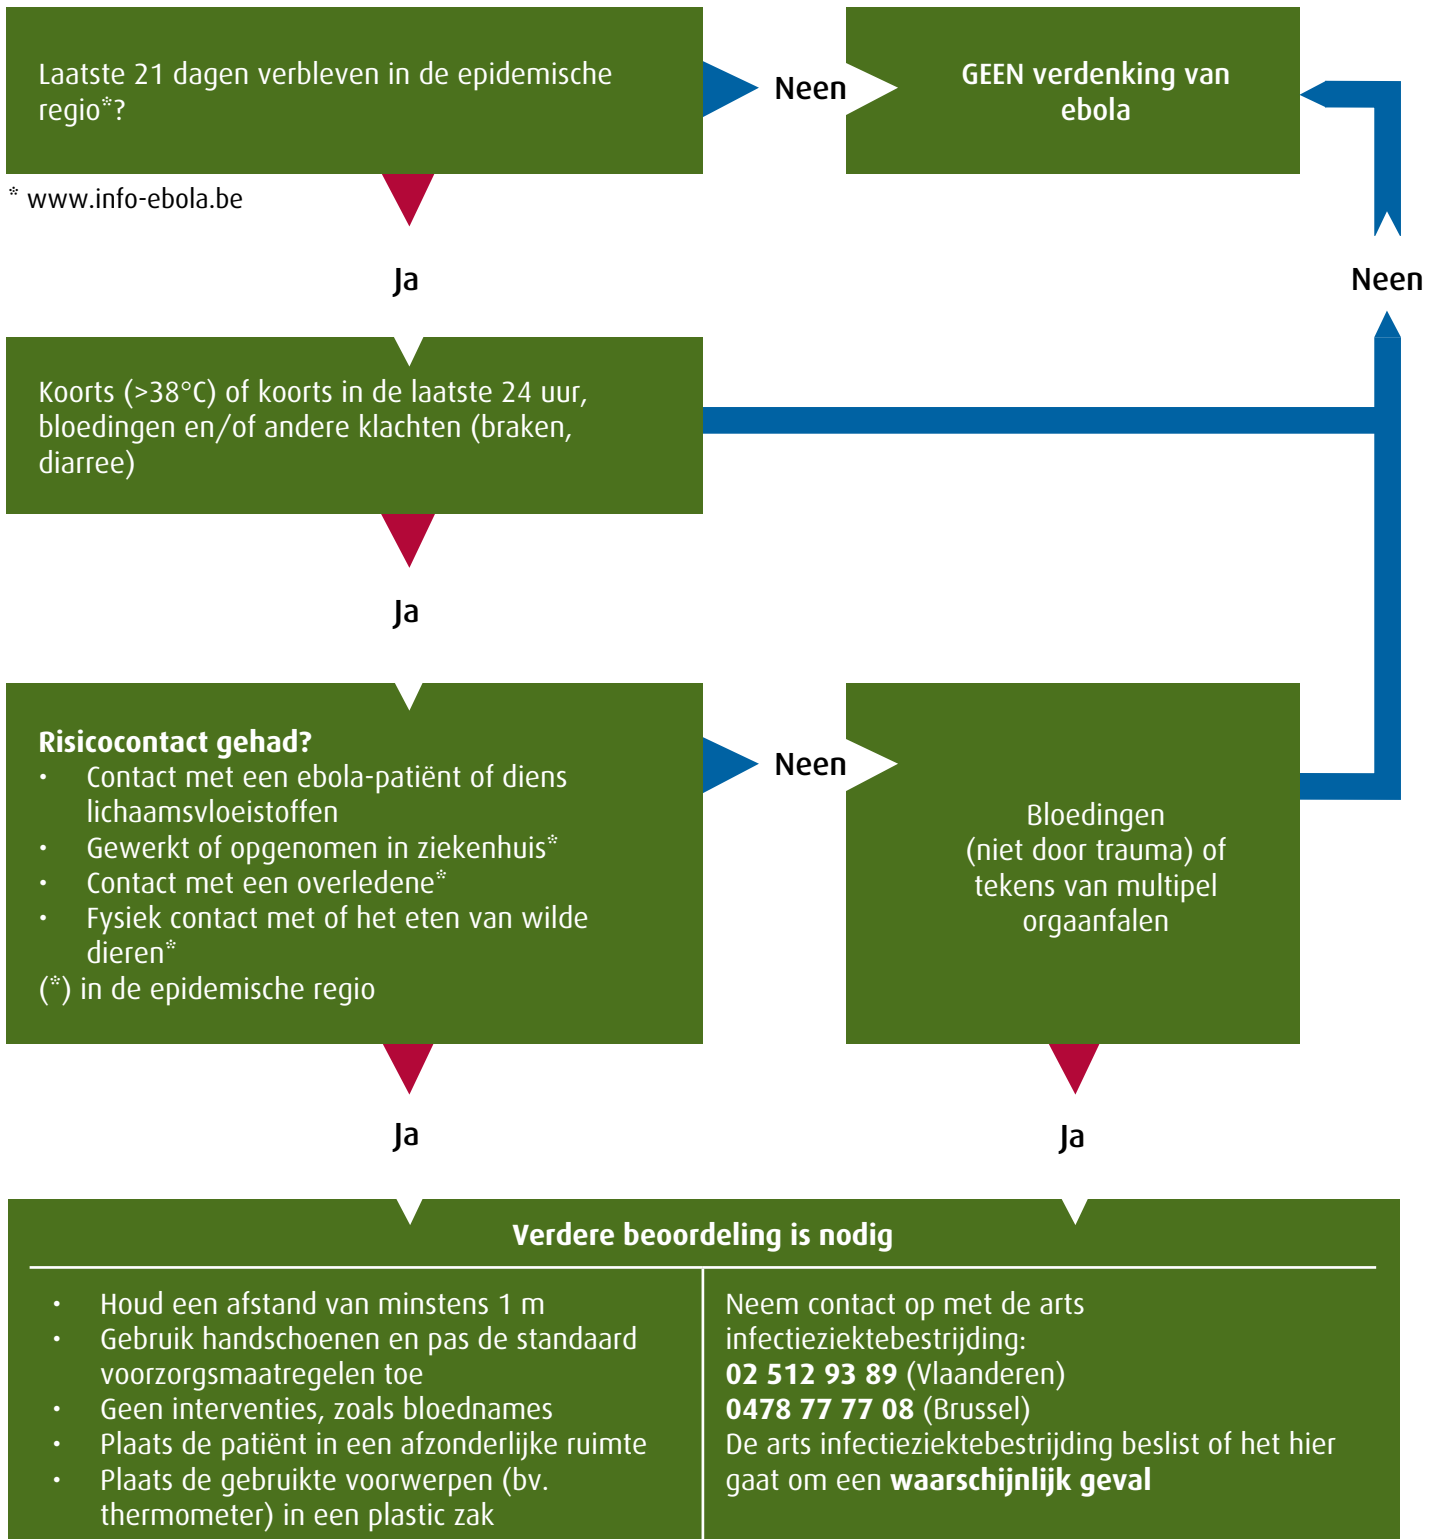 Laatste 21 dagen verbleven in de epidemische
regio*?
Neen
GEEN verdenking van
ebola
* www.info-ebola.be
Ja
Neen
Koorts (>38°C) of koorts in de laatste 24 uur,
bloedingen en/of andere klachten (braken,
diarree)
Ja
Risicocontact gehad?
• Contact met een ebola-patiënt of diens
lichaamsvloeistoffen
• Gewerkt of opgenomen in ziekenhuis*
• Contact met een overledene*
• Fysiek contact met of het eten van wilde
dieren*
(*) in de epidemische regio
Neen
Bloedingen
(niet door trauma) of
tekens van multipel
orgaanfalen
Ja
Ja
Verdere beoordeling is nodig
• Houd een afstand van minstens 1 m
• Gebruik handschoenen en pas de standaard
voorzorgsmaatregelen toe
• Geen interventies, zoals bloednames
• Plaats de patiënt in een afzonderlijke ruimte
• Plaats de gebruikte voorwerpen (bv.
thermometer) in een plastic zak
Neem contact op met de arts
infectieziektebestrijding:
02 512 93 89 (Vlaanderen)
0478 77 77 08 (Brussel)
De arts infectieziektebestrijding beslist of het hier
gaat om een waarschijnlijk geval